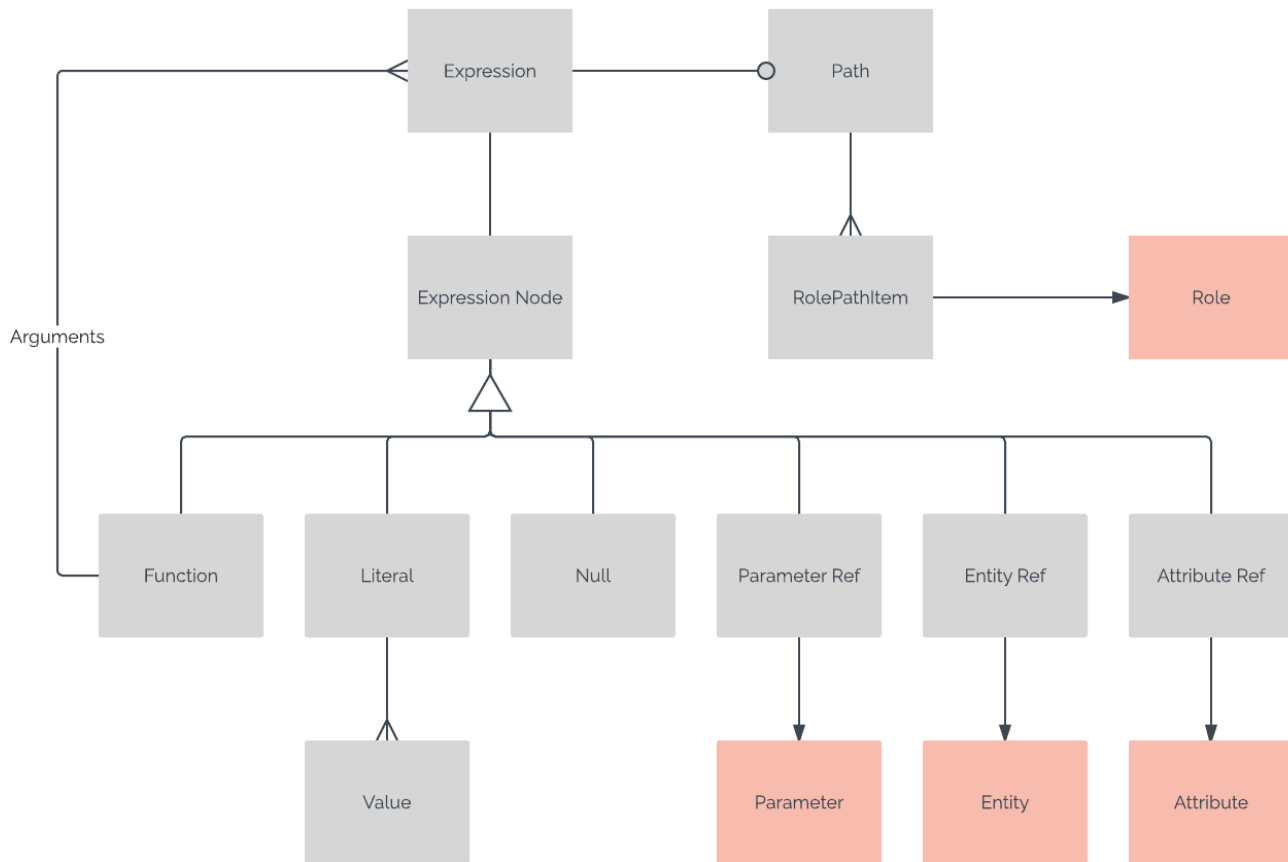 Expression
Path
Expression Node
RolePathItem
Role
Arguments
Function
Literal
Null
Parameter Ref
Entity Ref
Attribute Ref
Value
Parameter
Entity
Attribute